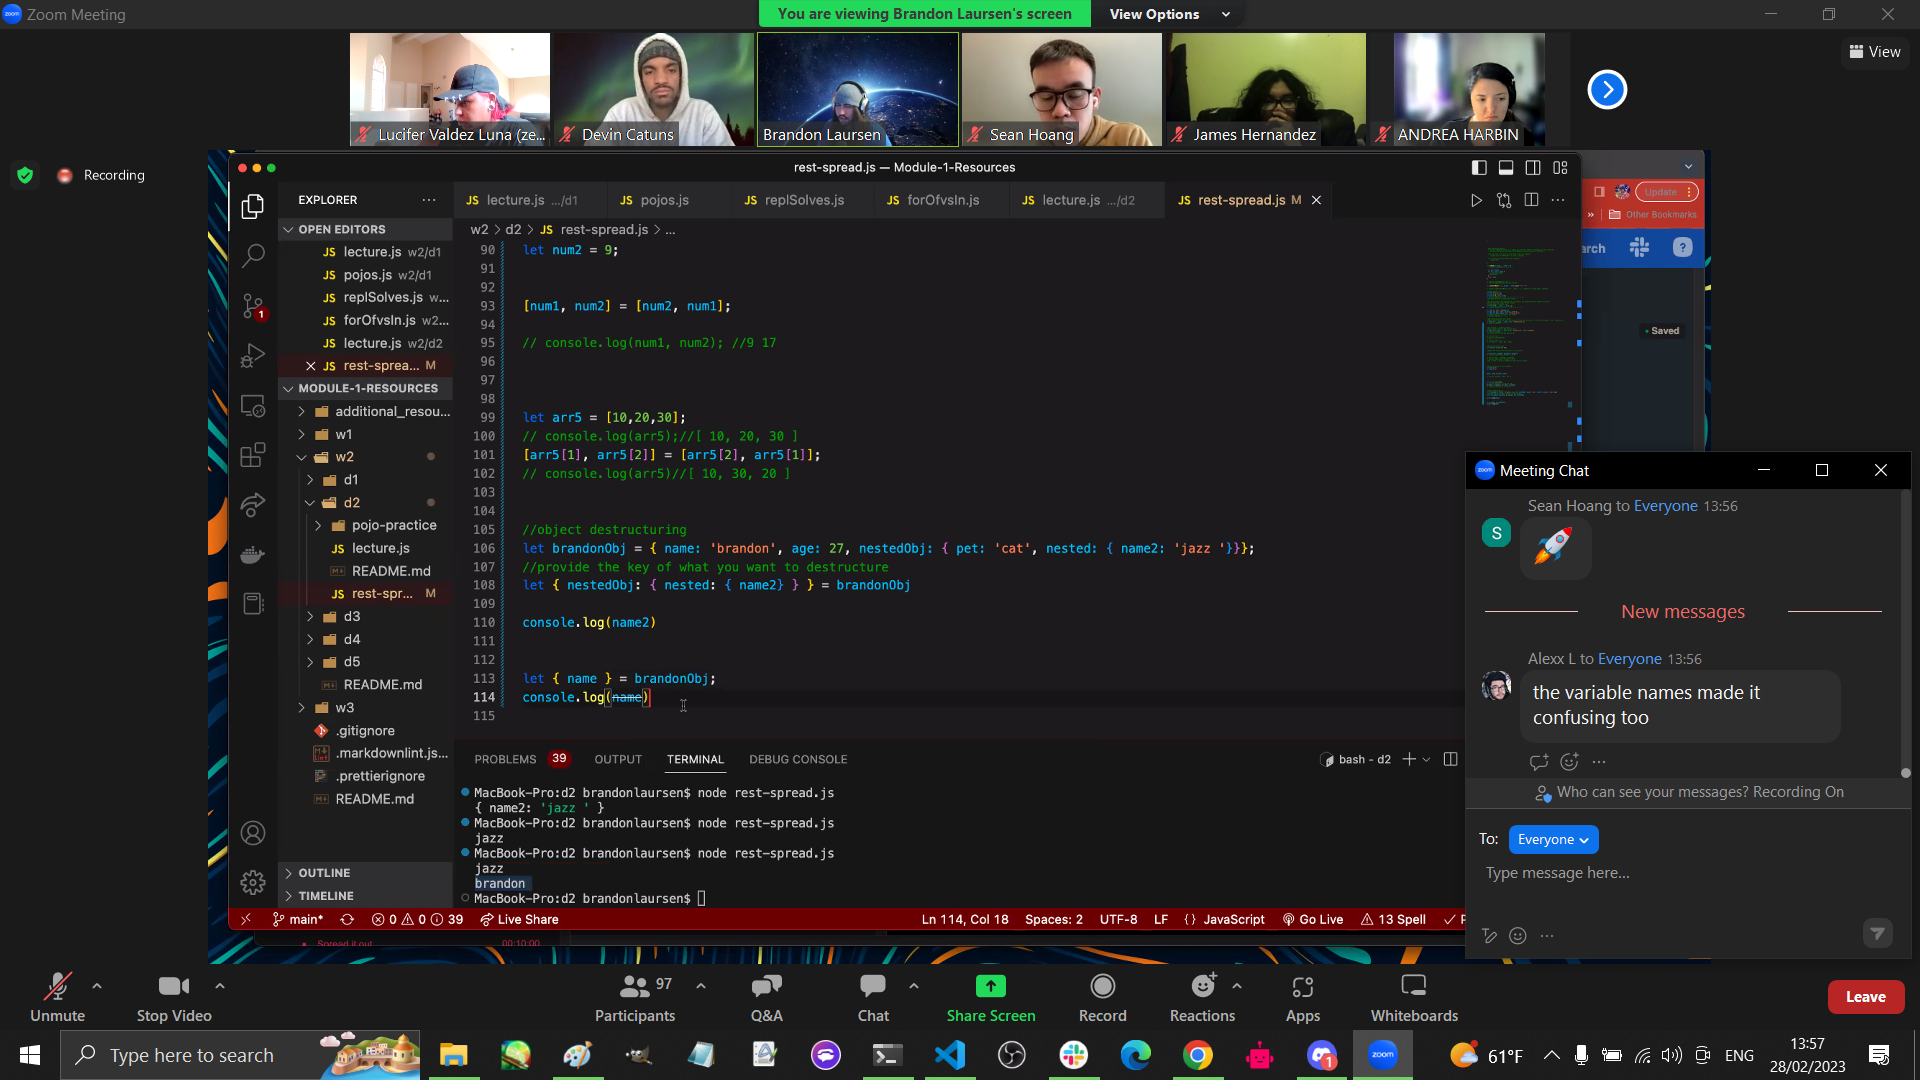 Zoom Meeting
You are viewing Brandon Laursen's screen
View Options
View
Lucifer Valdez Luna (ze...
Devin Catuns
Brandon Laursen
Sean Hoang
James Hernandez
ANDREA HARBIN
Recording
rest-spread.js — Module-1-Resources
EXPLORER
JS lecture.js .../d1
JS pojos.js
JS replSolves.js
JS forOfvsIn.js
JS lecture.js .../d2
JS rest-spread.js M
Update
Other Bookmarks
OPEN EDITORS
JS lecture.js w2/d1
JS pojos.js w2/d1
JS replSolves.js w...
JS forOfvsIn.js w2...
JS lecture.js w2/d2
JS rest-sprea... M
MODULE-1-RESOURCES
additional_resou...
w1
w2
d1
d2
pojo-practice
JS lecture.js
README.md
JS rest-spr... M
d3
d4
d5
README.md
w3
.gitignore
.markdownlint.js...
.prettierignore
README.md
OUTLINE
TIMELINE
w2 > d2 > JS rest-spread.js > ...
90 let num2 = 9;
91
92
93 [num1, num2] = [num2, num1];
94
95 // console.log(num1, num2); //9 17
96
97
98
99 let arr5 = [10,20,30];
100 // console.log(arr5);//[ 10, 20, 30 ]
101 [arr5[1], arr5[2]] = [arr5[2], arr5[1]];
102 // console.log(arr5)//[ 10, 30, 20 ]
103
104
105 //object destructuring
106 let brandonObj = { name: 'brandon', age: 27, nestedObj: { pet: 'cat', nested: { name2: 'jazz '}}};
107 //provide the key of what you want to destructure
108 let { nestedObj: { nested: { name2} } } = brandonObj
109
110 console.log(name2)
111
112
113 let { name } = brandonObj;
114 console.log(name)
115
arch
Saved
PROBLEMS 39
OUTPUT
TERMINAL
DEBUG CONSOLE
bash - d2
MacBook-Pro:d2 brandonlaursen$ node rest-spread.js
{ name2: 'jazz ' }
MacBook-Pro:d2 brandonlaursen$ node rest-spread.js
jazz
MacBook-Pro:d2 brandonlaursen$ node rest-spread.js
jazz
brandon
MacBook-Pro:d2 brandonlaursen$
main*
0 0 39
Live Share
Ln 114, Col 18
Spaces: 2
UTF-8
LF
{} JavaScript
Go Live
13 Spell
P
Spread it out
00:10:00
zoom Meeting Chat
Sean Hoang to Everyone 13:56
S
New messages
Alexx L to Everyone 13:56
the variable names made it
confusing too
Who can see your messages? Recording On
To: Everyone
Type message here...
Unmute
Stop Video
97
Participants
Q&A
Chat
Share Screen
Record
Reactions
Apps
Whiteboards
Leave
Type here to search
1
zoom
61°F
ENG
13:57
28/02/2023